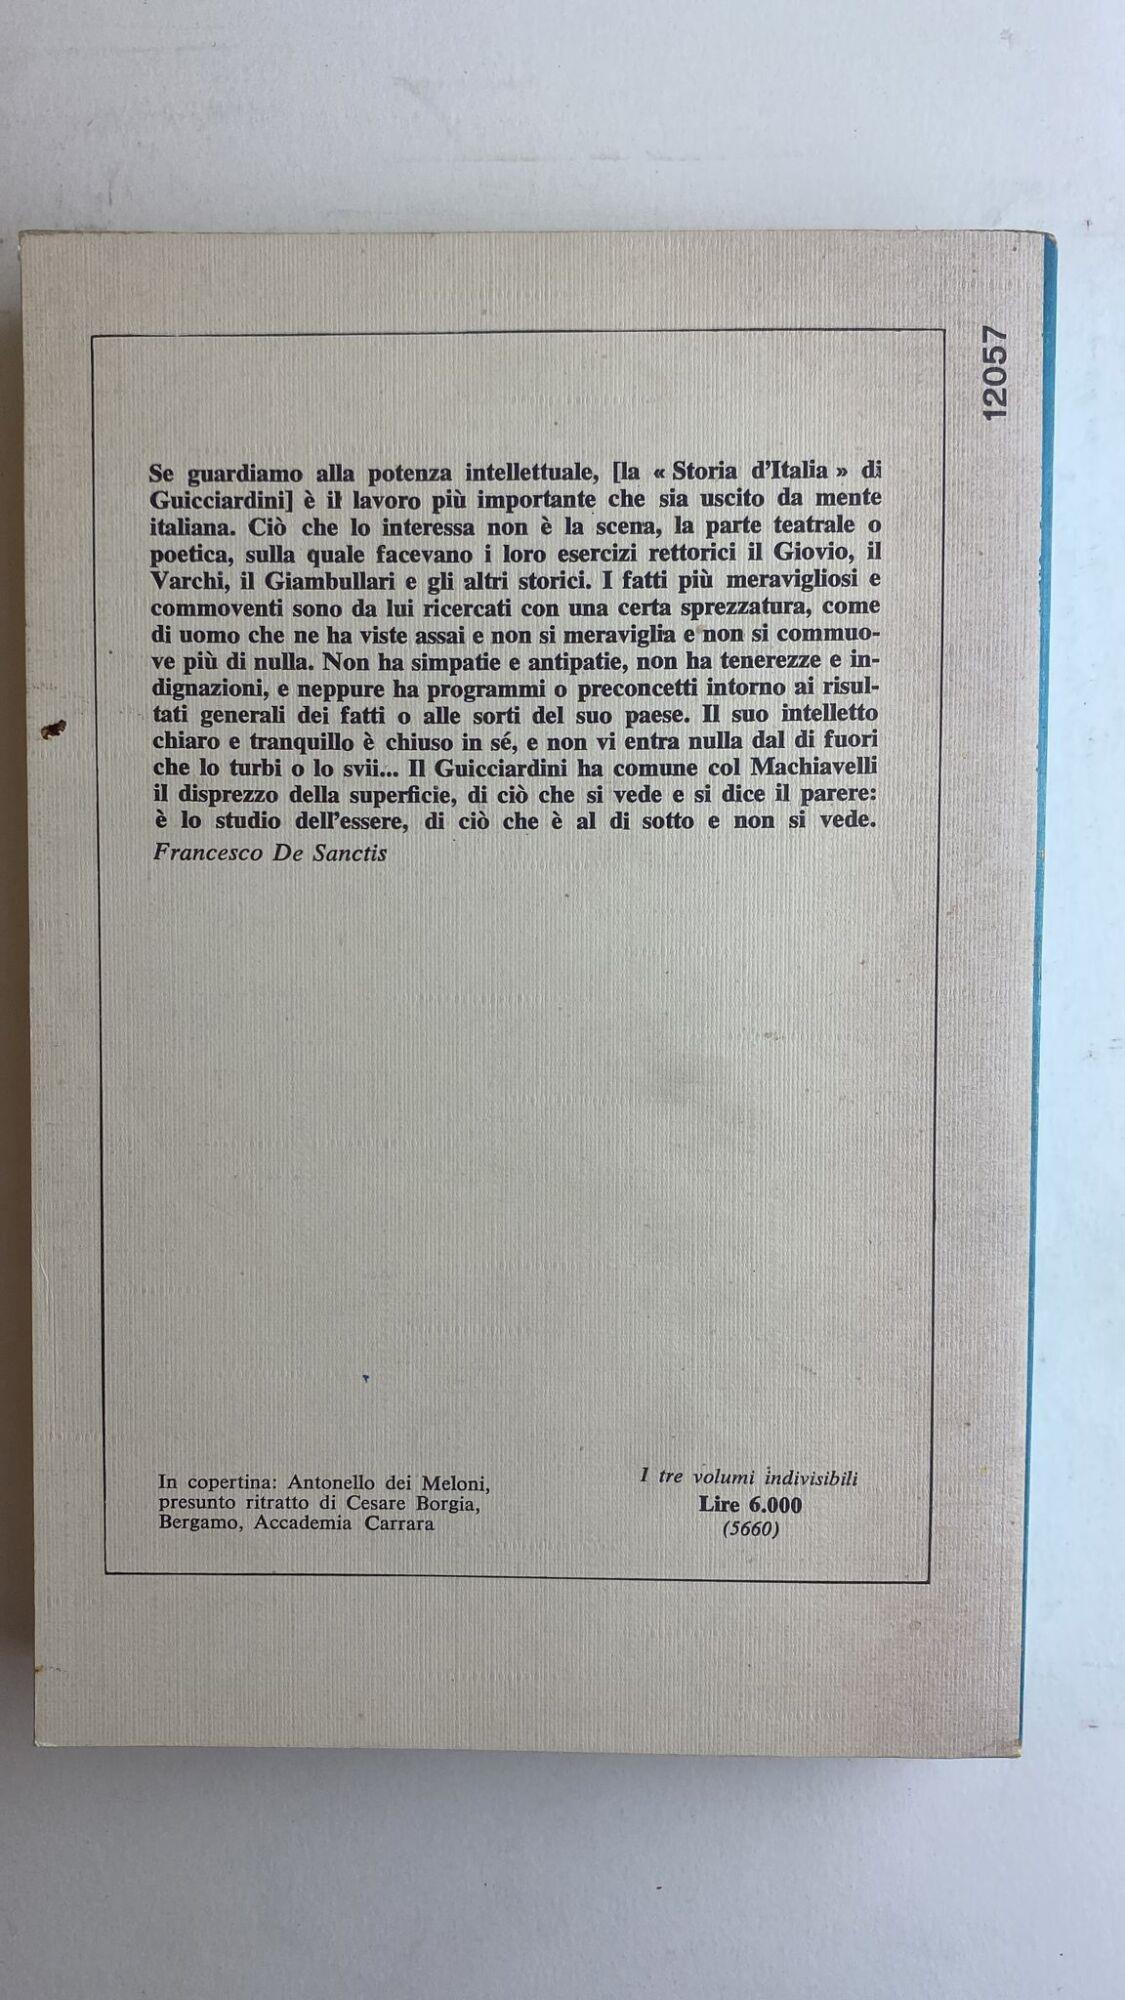 12057
Se guardiamo alla potenza intellettuale, [la « Storia d'Italia » di
Guicciardini] è il lavoro più importante che sia uscito da mente
italiana. Ciò che lo interessa non è la scena, la parte teatrale o
poetica, sulla quale facevano i loro esercizi rettorici il Giovio, il
Varchi, il Giambullari e gli altri storici. I fatti più meravigliosi e
commoventi sono da lui ricercati con una certa sprezzatura, come
di uomo che ne ha viste assai e non si meraviglia e non si commuo-
ve più di nulla. Non ha simpatie e antipatie, non ha tenerezze e in-
dignazioni, e neppure ha programmi o preconcetti intorno ai risul-
tati generali dei fatti o alle sorti del suo paese. Il suo intelletto
chiaro e tranquillo è chiuso in sé, e non vi entra nulla dal di fuori
che lo turbi o lo svii... Il Guicciardini ha comune col Machiavelli
il disprezzo della superficie, di ciò che si vede e si dice il parere:
è lo studio dell'essere, di ciò che è al di sotto e non si vede.
Francesco De Sanctis
In copertina: Antonello dei Meloni,
presunto ritratto di Cesare Borgia,
Bergamo, Accademia Carrara
I tre volumi indivisibili
Lire 6.000
(5660)